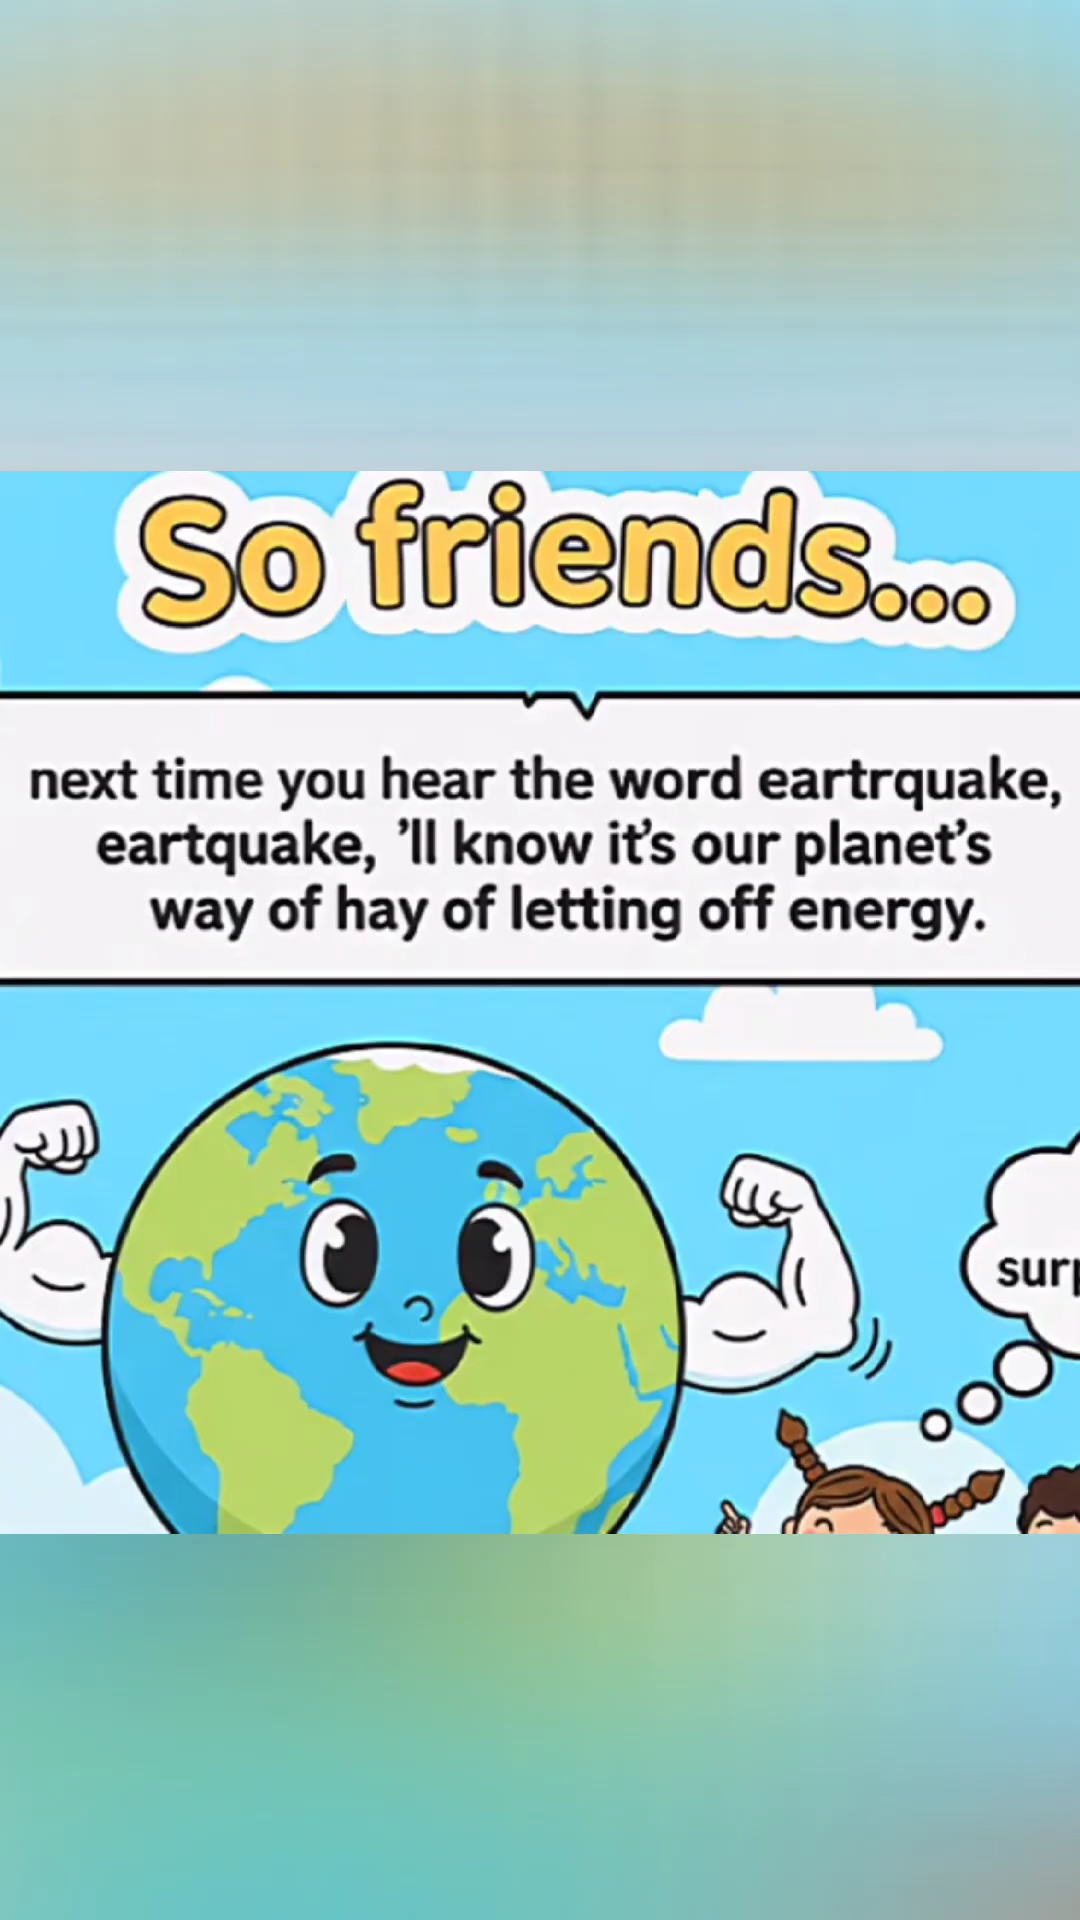 So friends...
next time you hear the word eartrquake,
eartquake, ’ll know it’s our planet’s
way of hay of letting off energy.